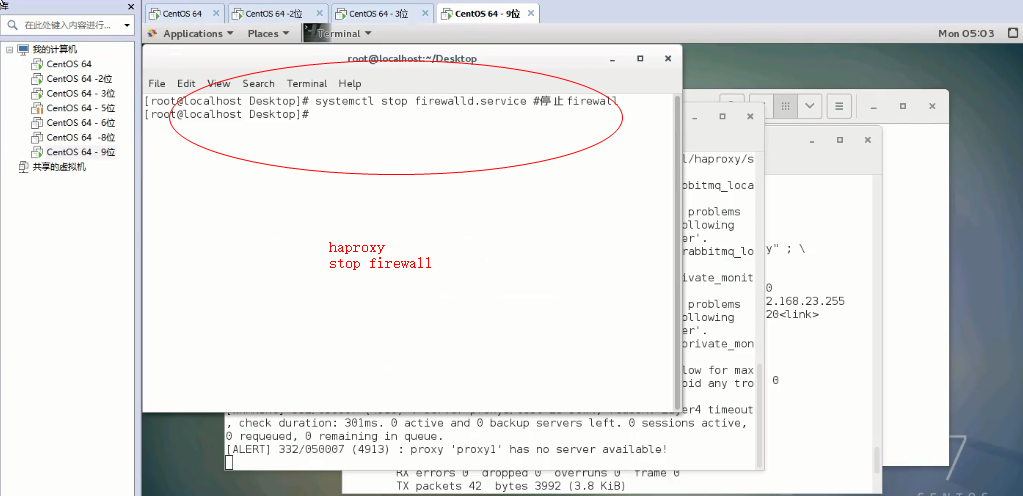 库
在此处键入内容进行...
我的计算机
CentOS 64
CentOS 64 -2位
CentOS 64 - 3位
CentOS 64 - 5位
CentOS 64 - 6位
CentOS 64 -8位
CentOS 64 - 9位
共享的虚拟机
CentOS 64
CentOS 64 -2位
CentOS 64 - 3位
CentOS 64 - 9位
Applications
Places
Terminal
Mon 05:03
root@localhost:~/Desktop
File Edit View Search Terminal Help
[root@localhost Desktop]# systemctl stop firewalld.service #停止firewall
[root@localhost Desktop]#
haproxy
stop firewall
l/haproxy/s
bbitmq_loca
problems
ollowing
er'.
rabbitmq_lo
ivate_monit
problems
ollowing
er'.
private_mon
low for max
oid any tro
er4 timeout
, check duration: 301ms. 0 active and 0 backup servers left. 0 sessions active,
0 requeued, 0 remaining in queue.
[ALERT] 332/050007 (4913) : proxy 'proxy1' has no server available!
y" ; \
0
2.168.23.255
20<link>
0
RX errors 0 dropped 0 overruns 0 frame 0
TX packets 42 bytes 3992 (3.8 KiB)
7
CENTOS